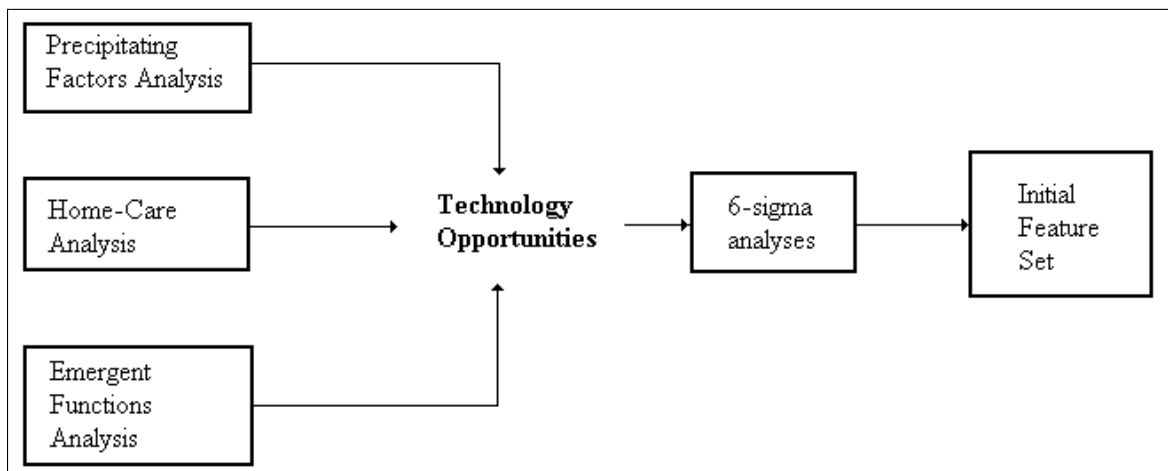 Precipitating
Factors Analysis
Home-Care
Analysis
Emergent
Functions
Analysis
Technology
Opportunities
6-sigma
analyses
Initial
Feature
Set